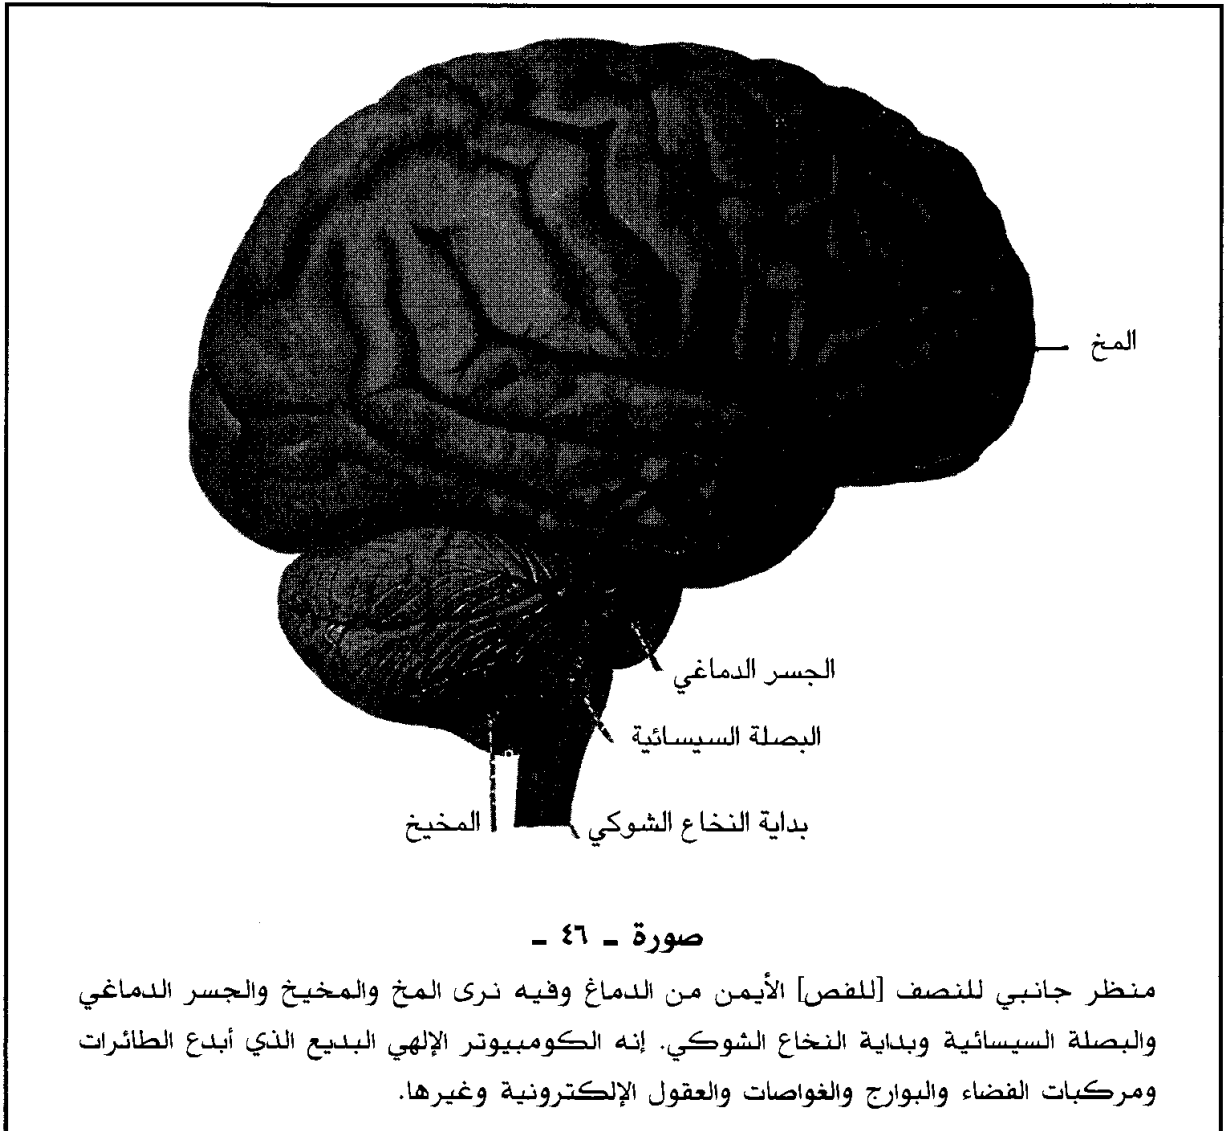 المخ
الجسر الدماغي
البصلة السيسائية
بداية النخاع الشوكي
المخيخ
صورة ـ ٤٦ ـ
منظر جانبي للنصف [للفص] الأيمن من الدماغ وفيه نرى المخ والمخيخ والجسر الدماغي
والبصلة السيسائية وبداية النخاع الشوكي. إنه الكومبيوتر الإلهي البديع الذي أبدع الطائرات
ومركبات الفضاء والبوارج والغواصات والعقول الإلكترونية وغيرها.